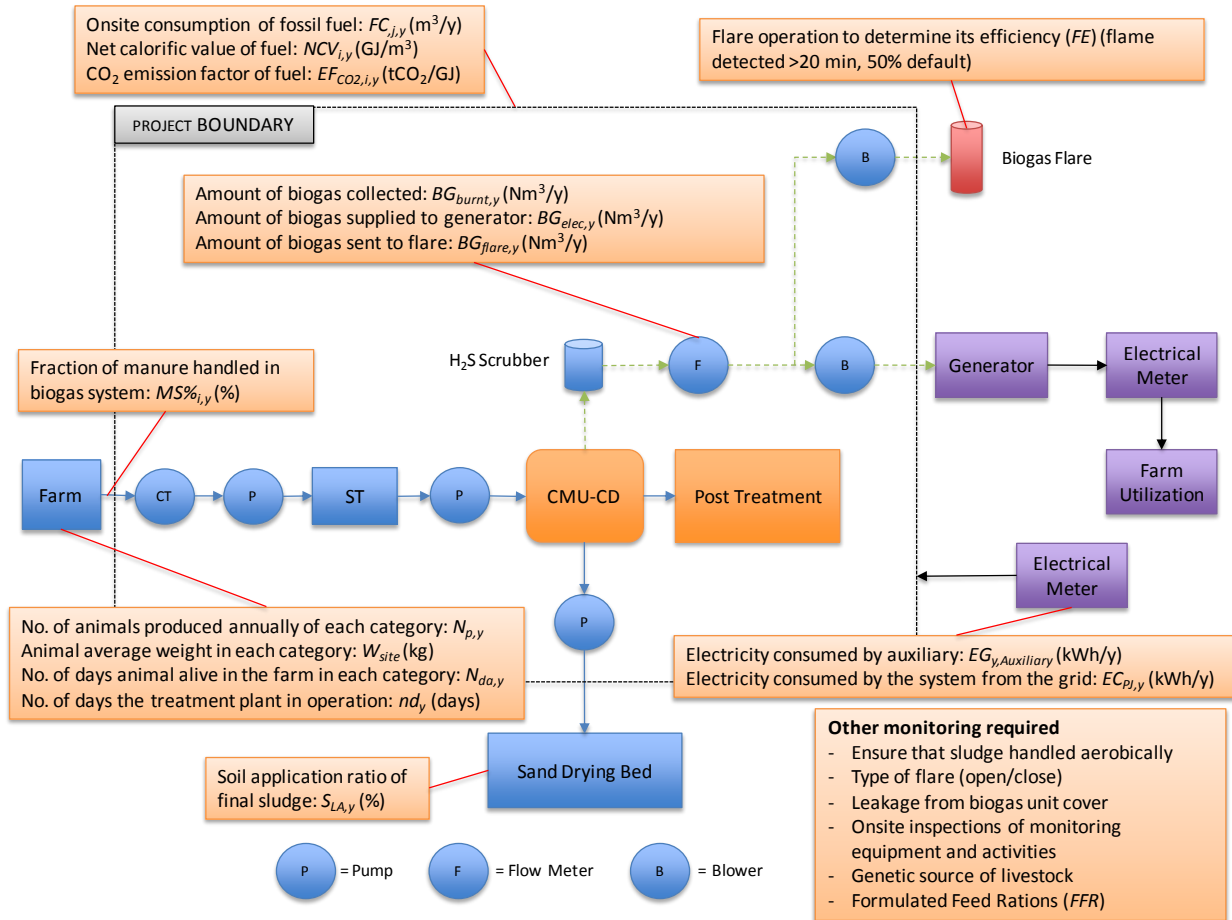 Onsite consumption of fossil fuel: FC,j,y (m³/y)
Net calorific value of fuel: NCVi,y (GJ/m³)
CO₂ emission factor of fuel: EFCO2,i,y (tCO₂/GJ)
Flare operation to determine its efficiency (FE) (flame
detected >20 min, 50% default)
PROJECT BOUNDARY
B
Biogas Flare
Amount of biogas collected: BGburnt,y (Nm³/y)
Amount of biogas supplied to generator: BGelec,y (Nm³/y)
Amount of biogas sent to flare: BGflare,y (Nm³/y)
H₂S Scrubber
F
B
Generator
Electrical
Meter
Fraction of manure handled in
biogas system: MS%i,y (%)
Farm
CT
P
ST
P
CMU-CD
Post Treatment
Farm
Utilization
Electrical
Meter
P
No. of animals produced annually of each category: Np,y
Animal average weight in each category: Wsite (kg)
No. of days animal alive in the farm in each category: Nda,y
No. of days the treatment plant in operation: ndy (days)
Electricity consumed by auxiliary: EGy,Auxiliary (kWh/y)
Electricity consumed by the system from the grid: ECPJ,y (kWh/y)
Soil application ratio of
final sludge: SLA,y (%)
Sand Drying Bed
Other monitoring required
- Ensure that sludge handled aerobically
- Type of flare (open/close)
- Leakage from biogas unit cover
- Onsite inspections of monitoring
equipment and activities
- Genetic source of livestock
- Formulated Feed Rations (FFR)
P = Pump
F = Flow Meter
B = Blower